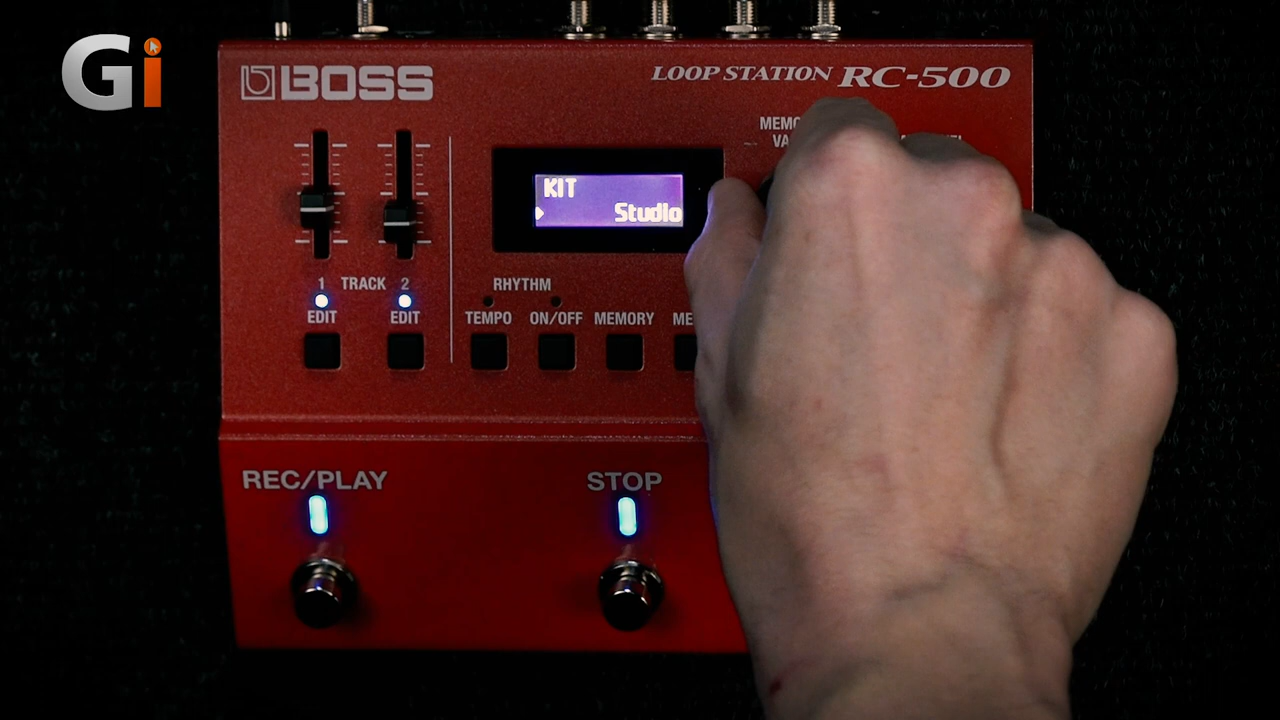 Gi
BOSS
LOOP STATION RC-500
KIT
Studio
1 TRACK 2
EDIT EDIT
RHYTHM
TEMPO ON/OFF MEMORY
REC/PLAY
STOP